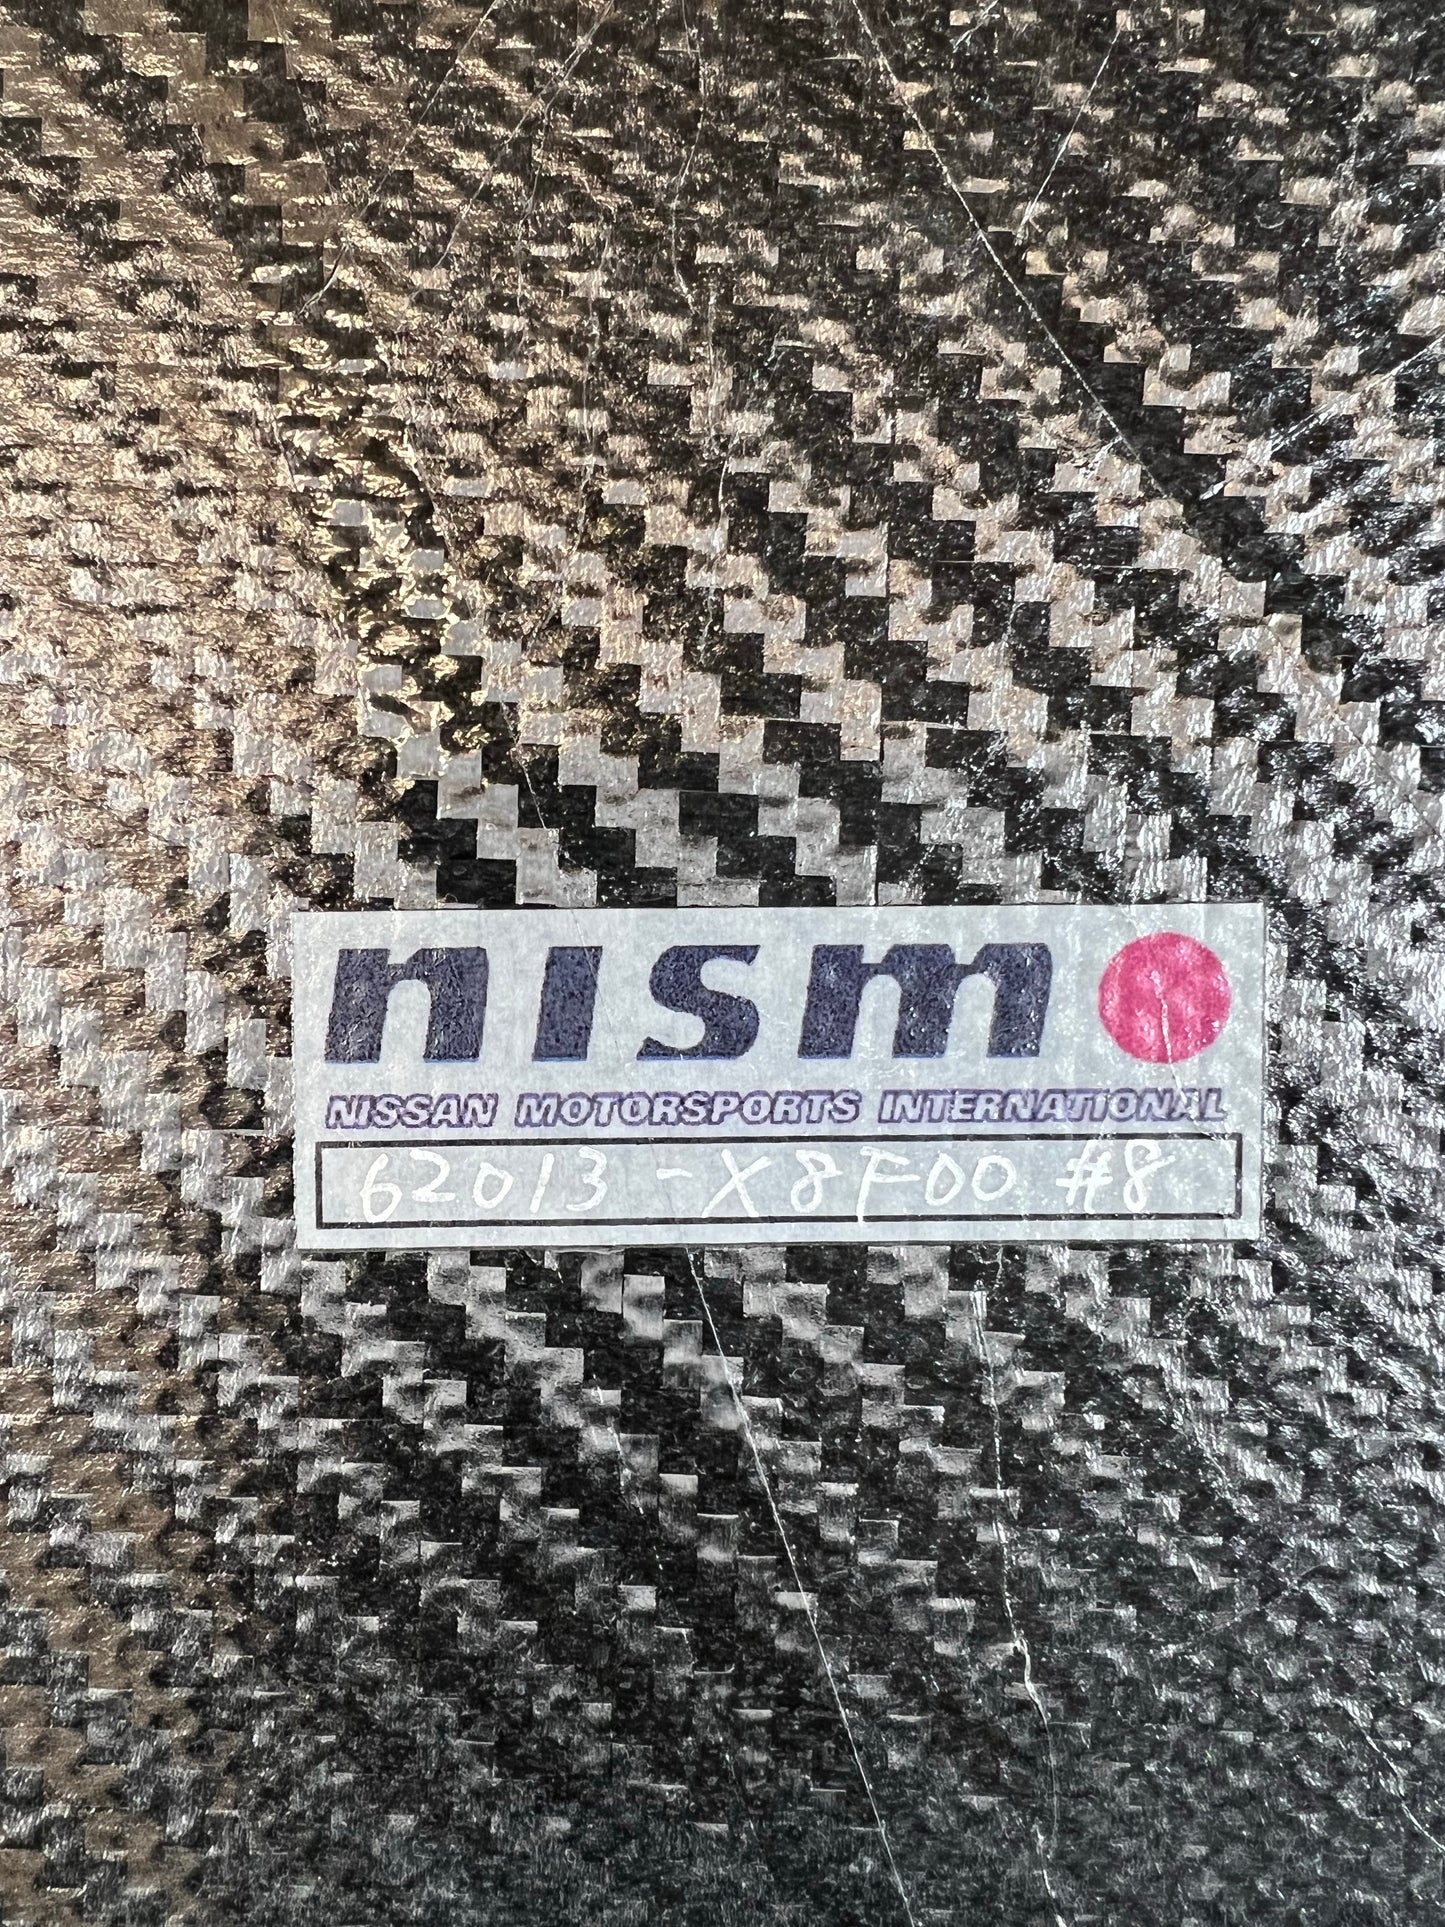 nism
NISSAN MOTORSPORTS INTERNATIONAL
62013-X8F00 #8